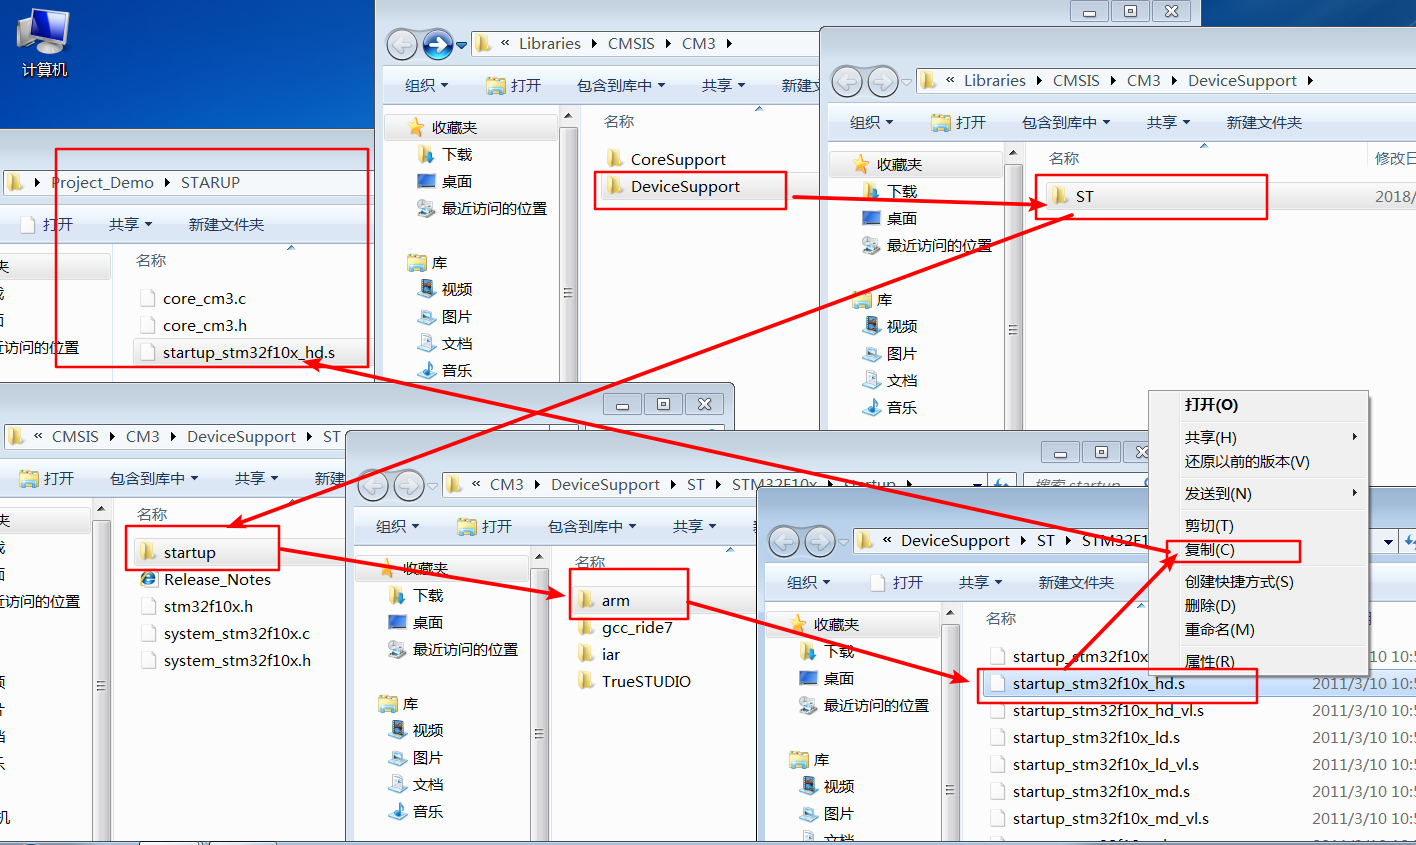 计算机
« Libraries CMSIS CM3
组织 打开 包含到库中 共享 新建文
名称
收藏夹
下载
桌面
最近访问的位置
库
视频
图片
文档
音乐
CoreSupport
DeviceSupport
« Libraries CMSIS CM3 DeviceSupport
组织 打开 包含到库中 共享 新建文件夹
名称 修改日
收藏夹
下载
桌面
最近访问的位置
库
视频
图片
文档
音乐
ST 2018/
Project_Demo STARUP
打开 共享 新建文件夹
名称
夹
面
近访问的位置
core_cm3.c
core_cm3.h
startup_stm32f10x_hd.s
« CMSIS CM3 DeviceSupport ST
打开 包含到库中 共享 新建
名称
夹
面
近访问的位置
乐
机
startup
Release_Notes
stm32f10x.h
system_stm32f10x.c
system_stm32f10x.h
« CM3 DeviceSupport ST STM32F10x startup
搜索 startup
组织 打开 包含到库中 共享
名称
收藏夹
下载
桌面
最近访问的位置
库
视频
图片
文档
音乐
arm
gcc_ride7
iar
TrueSTUDIO
« DeviceSupport ST STM32F1
组织 打开 共享 新建文件夹
名称
收藏夹
下载
桌面
最近访问的位置
库
视频
图片
文档
startup_stm32f10x 10 10:5
startup_stm32f10x_hd.s 2011/3/10 10:5
startup_stm32f10x_hd_vl.s 2011/3/10 10:5
startup_stm32f10x_ld.s 2011/3/10 10:5
startup_stm32f10x_ld_vl.s 2011/3/10 10:5
startup_stm32f10x_md.s 2011/3/10 10:5
startup_stm32f10x_md_vl.s 2011/3/10 10:5
打开(O)
共享(H)
还原以前的版本(V)
发送到(N)
剪切(T)
复制(C)
创建快捷方式(S)
删除(D)
重命名(M)
属性(R)